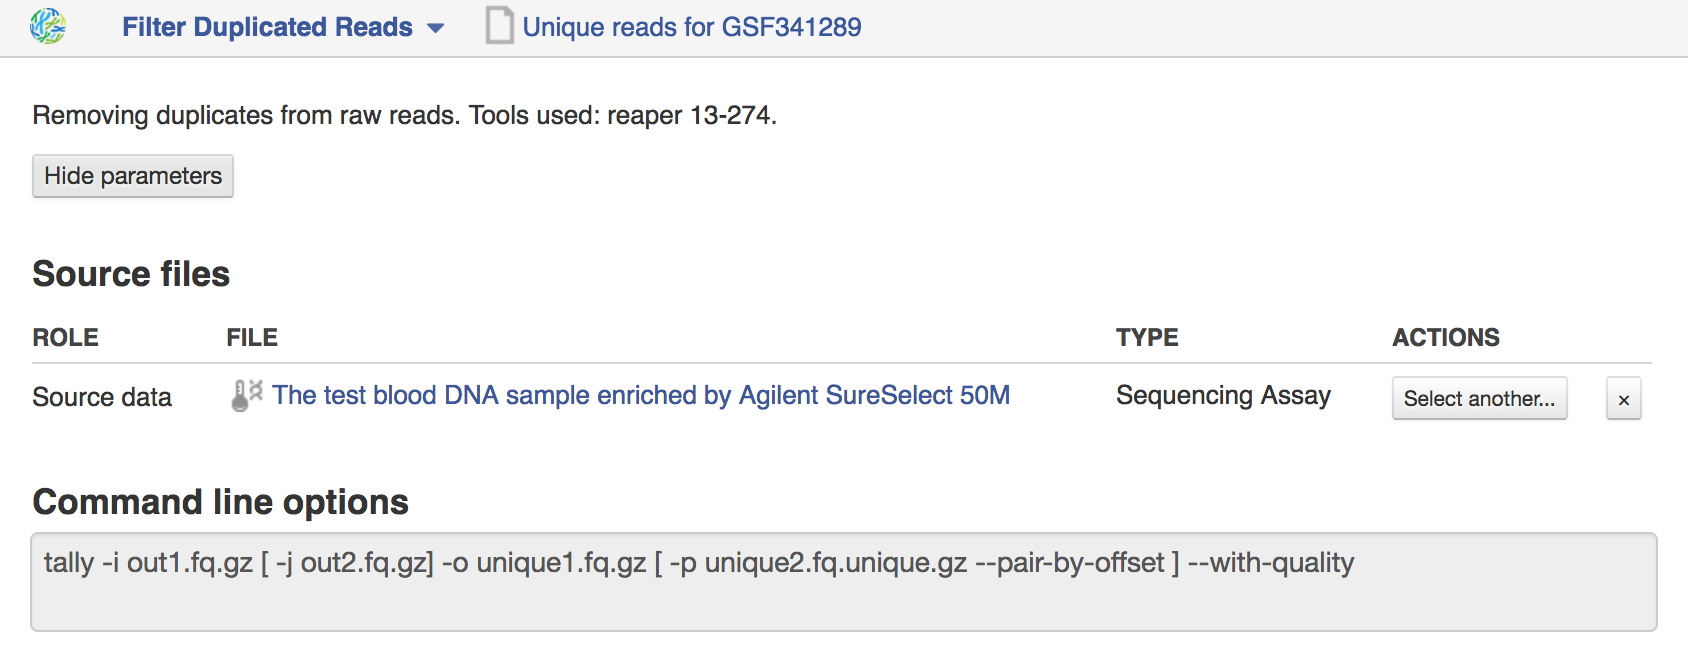 Filter Duplicated Reads Unique reads for GSF341289
Removing duplicates from raw reads. Tools used: reaper 13-274.
Hide parameters
Source files
ROLE FILE TYPE ACTIONS
Source data The test blood DNA sample enriched by Agilent SureSelect 50M Sequencing Assay Select another... ×
Command line options
tally -i out1.fq.gz [ -j out2.fq.gz] -o unique1.fq.gz [ -p unique2.fq.unique.gz --pair-by-offset ] --with-quality